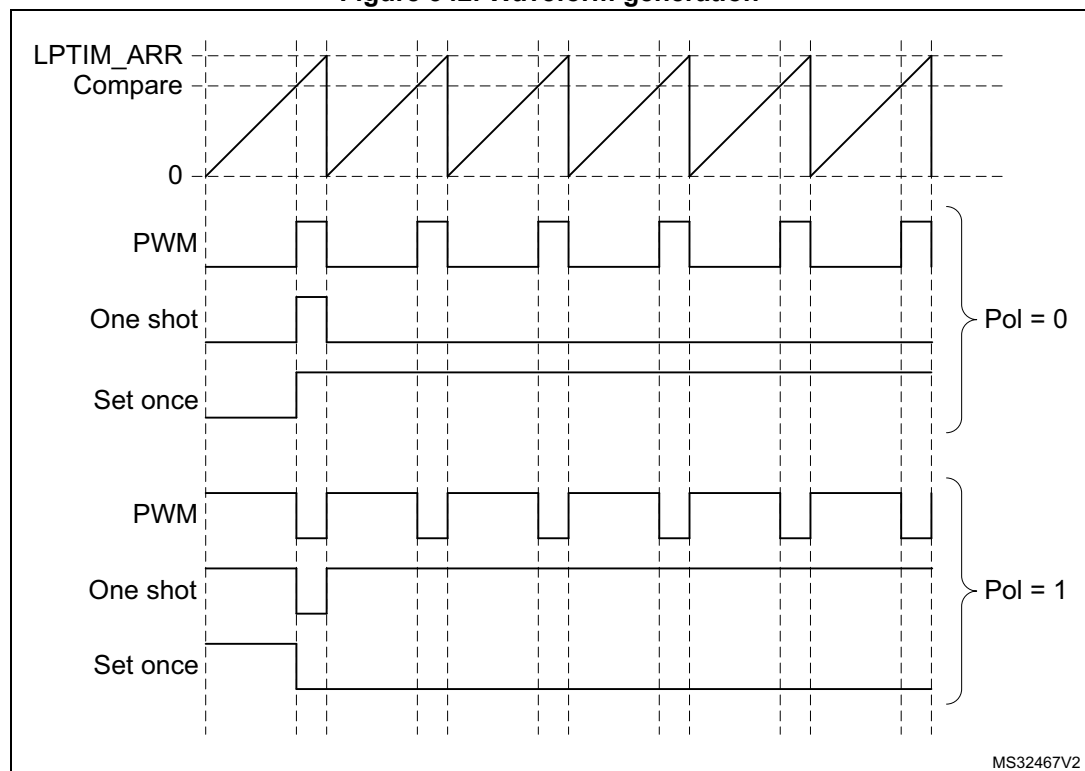 LPTIM_ARR
Compare
0
PWM
One shot
Pol = 0
Set once
PWM
One shot
Pol = 1
Set once
MS32467V2